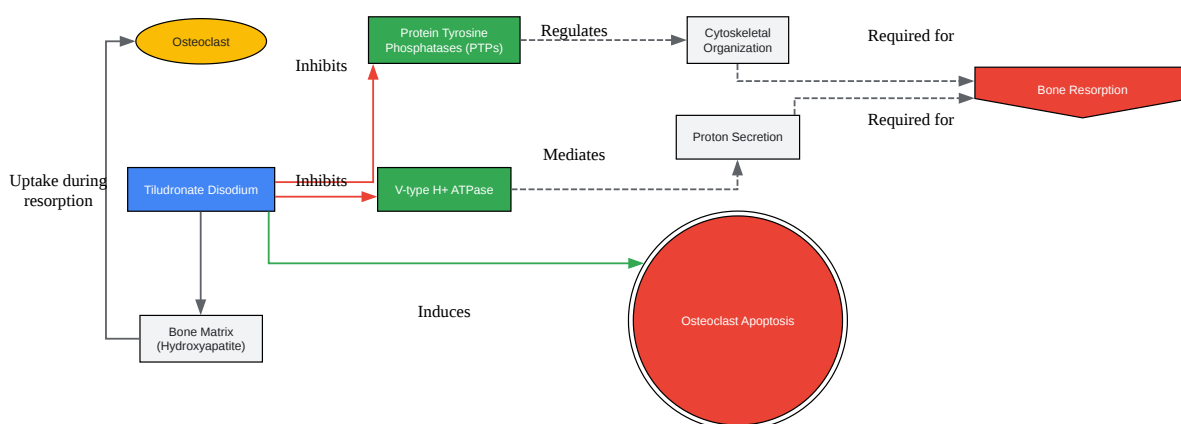 Osteoclast
Protein Tyrosine
Phosphatases (PTPs)
Regulates
Cytoskeletal
Organization
Required for
Inhibits
Bone Resorption
Required for
Proton Secretion
Mediates
Uptake during
resorption
Tiludronate Disodium
Inhibits
V-type H+ ATPase
Induces
Osteoclast Apoptosis
Bone Matrix
(Hydroxyapatite)